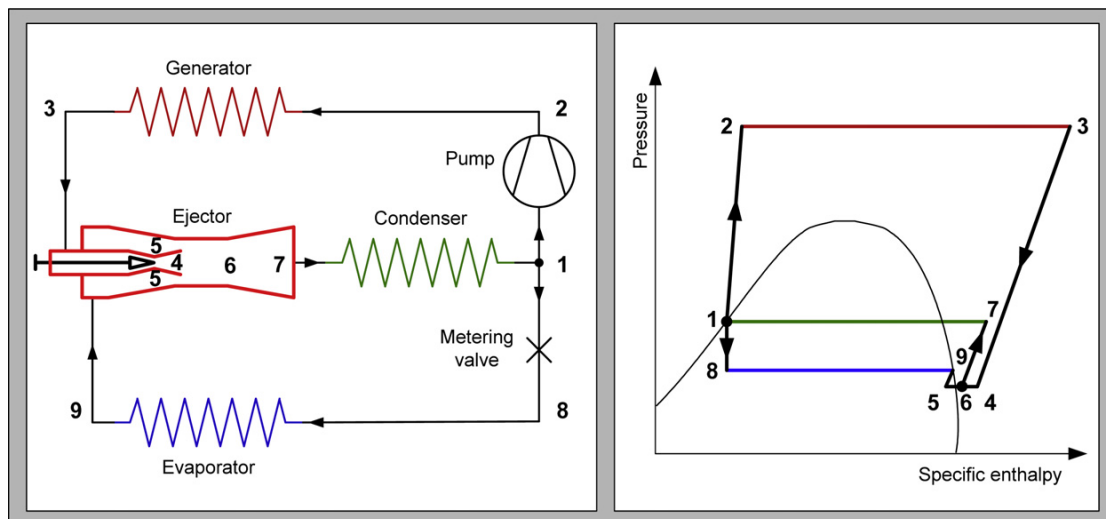 Generator
3
2
Pump
Ejector
Condenser
5
4
6
7
1
5
Metering
valve
9
8
Evaporator
Pressure
2
3
1
7
9
8
5
6
4
Specific enthalpy